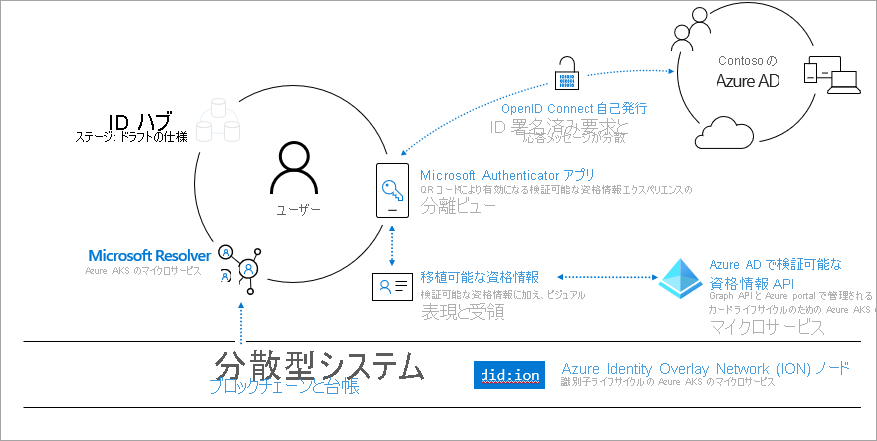 Contosoの
Azure AD
OpenID Connect 自己発行
ID 署名済み要求と
応答メッセージが分散
ID ハブ
ステージ: ドラフトの仕様
ユーザー
Microsoft Authenticator アプリ
QRコードにより有効になる検証可能な資格情報エクスペリエンスの
分離ビュー
Microsoft Resolver
Azure AKS のマイクロサービス
移植可能な資格情報
検証可能な資格情報に加え、ビジュアル
表現と受領
Azure AD で検証可能な
資格情報 API
Graph API と Azure portal で管理される
カードライフサイクルのための Azure AKS の
マイクロサービス
分散型システム
ブロックチェーンと台帳
did:ion
Azure Identity Overlay Network (ION) ノード
識別子ライフサイクルの Azure AKS のマイクロサービス